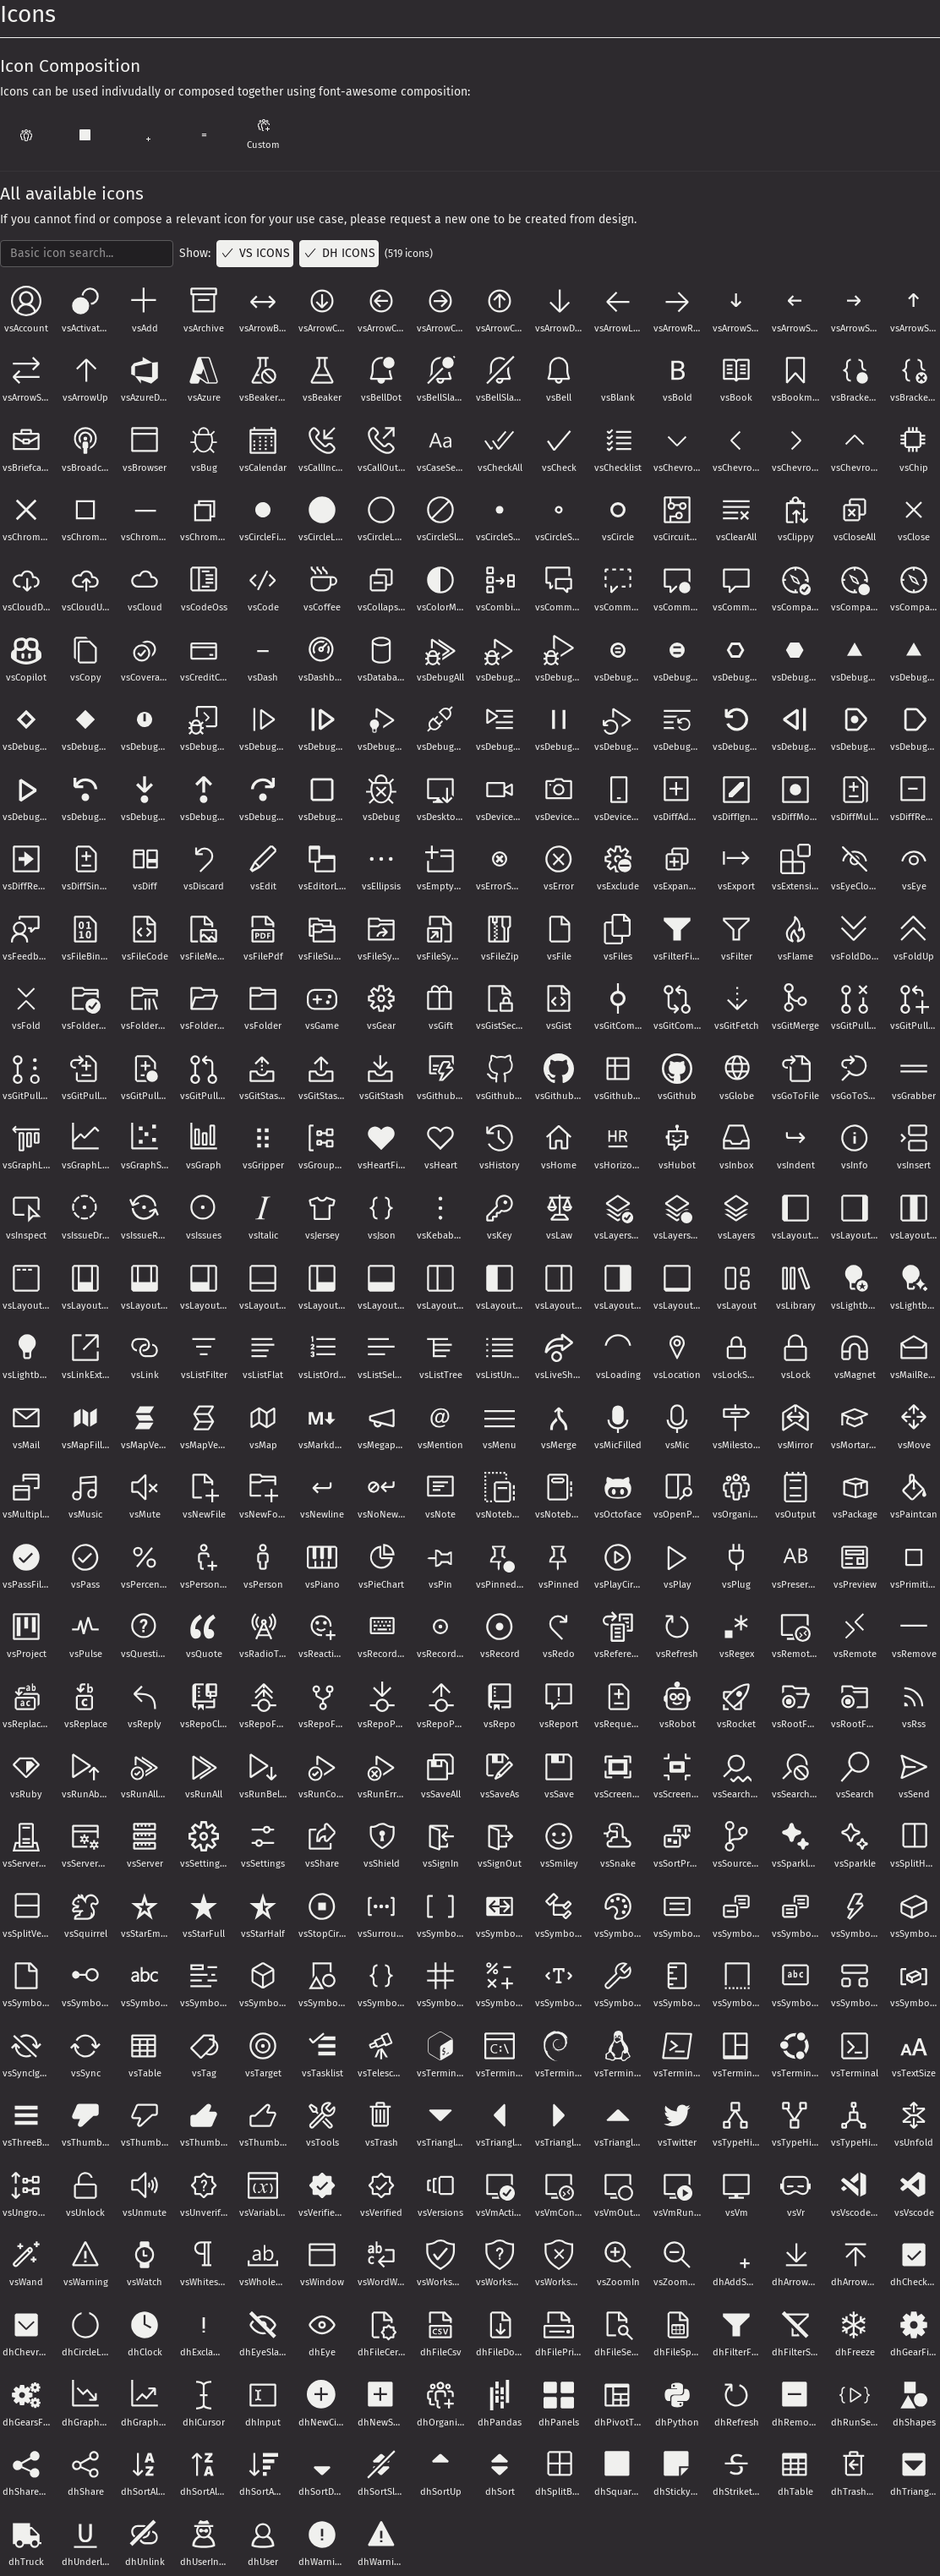 Icons
Icon Composition
Icons can be used indivudally or composed together using font-awesome composition:
+ =
Custom
All available icons
If you cannot find or compose a relevant icon for your use case, please request a new one to be created from design.
Basic icon search... Show: VS ICONS DH ICONS (519 icons)
vsAccount vsActivat... vsAdd vsArchive vsArrowB... vsArrowC... vsArrowC... vsArrowC... vsArrowC... vsArrowD... vsArrowL... vsArrowR... vsArrowS... vsArrowS... vsArrowS... vsArrowS...
vsArrowS... vsArrowUp vsAzureD... vsAzure vsBeaker... vsBeaker vsBellDot vsBellSla... vsBellSla... vsBell vsBlank vsBold vsBook vsBookm... vsBracke... vsBracke...
vsBriefca... vsBroadc... vsBrowser vsBug vsCalendar vsCallInc... vsCallOut... vsCaseSe... vsCheckAll vsCheck vsChecklist vsChevro... vsChevro... vsChevro... vsChevro... vsChip
vsChrom... vsChrom... vsChrom... vsChrom... vsCircleFi... vsCircleL... vsCircleL... vsCircleSl... vsCircleS... vsCircleS... vsCircle vsCircuit... vsClearAll vsClippy vsCloseAll vsClose
vsCloudD... vsCloudU... vsCloud vsCodeOss vsCode vsCoffee vsCollaps... vsColorM... vsCombi... vsComm... vsComm... vsComm... vsComm... vsCompa... vsCompa... vsCompa...
vsCopilot vsCopy vsCovera... vsCreditC... vsDash vsDashb... vsDataba... vsDebugAll vsDebug... vsDebug... vsDebug... vsDebug... vsDebug... vsDebug... vsDebug... vsDebug...
vsDebug... vsDebug... vsDebug... vsDebug... vsDebug... vsDebug... vsDebug... vsDebug... vsDebug... vsDebug... vsDebug... vsDebug... vsDebug... vsDebug... vsDebug... vsDebug...
vsDebug... vsDebug... vsDebug... vsDebug... vsDebug... vsDebug... vsDebug vsDeskto... vsDevice... vsDevice... vsDevice... vsDiffAd... vsDiffIgn... vsDiffMo... vsDiffMul... vsDiffRe...
vsDiffRe... vsDiffSin... vsDiff vsDiscard vsEdit vsEditorL... vsEllipsis vsEmpty... vsErrorS... vsError vsExclude vsExpan... vsExport vsExtensi... vsEyeClo... vsEye
vsFeedb... vsFileBin... vsFileCode vsFileMe... vsFilePdf vsFileSu... vsFileSy... vsFileSy... vsFileZip vsFile vsFiles vsFilterFi... vsFilter vsFlame vsFoldDo... vsFoldUp
vsFold vsFolder... vsFolder... vsFolder... vsFolder vsGame vsGear vsGift vsGistSec... vsGist vsGitCom... vsGitCom... vsGitFetch vsGitMerge vsGitPull... vsGitPull...
vsGitPull... vsGitPull... vsGitPull... vsGitPull... vsGitStas... vsGitStas... vsGitStash vsGithub... vsGithub... vsGithub... vsGithub... vsGithub vsGlobe vsGoToFile vsGoToS... vsGrabber
vsGraphL... vsGraphL... vsGraphS... vsGraph vsGripper vsGroup... vsHeartFi... vsHeart vsHistory vsHome vsHorizo... vsHubot vsInbox vsIndent vsInfo vsInsert
vsInspect vsIssueDr... vsIssueR... vsIssues vsItalic vsJersey vsJson vsKebab... vsKey vsLaw vsLayers... vsLayers... vsLayers vsLayout... vsLayout... vsLayout...
vsLayout... vsLayout... vsLayout... vsLayout... vsLayout... vsLayout... vsLayout... vsLayout... vsLayout... vsLayout... vsLayout... vsLayout... vsLayout vsLibrary vsLightb... vsLightb...
vsLightb... vsLinkExt... vsLink vsListFilter vsListFlat vsListOrd... vsListSel... vsListTree vsListUn... vsLiveSh... vsLoading vsLocation vsLockS... vsLock vsMagnet vsMailRe...
vsMail vsMapFill... vsMapVe... vsMapVe... vsMap vsMarkd... vsMegap... vsMention vsMenu vsMerge vsMicFilled vsMic vsMilesto... vsMirror vsMortar... vsMove
vsMultipl... vsMusic vsMute vsNewFile vsNewFo... vsNewline vsNoNew... vsNote vsNoteb... vsNoteb... vsOctoface vsOpenP... vsOrgani... vsOutput vsPackage vsPaintcan
vsPassFil... vsPass vsPercen... vsPerson... vsPerson vsPiano vsPieChart vsPin vsPinned... vsPinned vsPlayCir... vsPlay vsPlug vsPreser... vsPreview vsPrimiti...
vsProject vsPulse vsQuesti... vsQuote vsRadioT... vsReacti... vsRecord... vsRecord... vsRecord vsRedo vsRefere... vsRefresh vsRegex vsRemot... vsRemote vsRemove
vsReplac... vsReplace vsReply vsRepoCl... vsRepoF... vsRepoF... vsRepoP... vsRepoP... vsRepo vsReport vsReque... vsRobot vsRocket vsRootF... vsRootF... vsRss
vsRuby vsRunAb... vsRunAll... vsRunAll vsRunBel... vsRunCo... vsRunErr... vsSaveAll vsSaveAs vsSave vsScreen... vsScreen... vsSearch... vsSearch... vsSearch vsSend
vsServer... vsServer... vsServer vsSetting... vsSettings vsShare vsShield vsSignIn vsSignOut vsSmiley vsSnake vsSortPr... vsSource... vsSparkl... vsSparkle vsSplitH...
vsSplitVe... vsSquirrel vsStarEm... vsStarFull vsStarHalf vsStopCir... vsSurrou... vsSymbo... vsSymbo... vsSymbo... vsSymbo... vsSymbo... vsSymbo... vsSymbo... vsSymbo... vsSymbo...
vsSymbo... vsSymbo... vsSymbo... vsSymbo... vsSymbo... vsSymbo... vsSymbo... vsSymbo... vsSymbo... vsSymbo... vsSymbo... vsSymbo... vsSymbo... vsSymbo... vsSymbo... vsSymbo...
vsSyncIg... vsSync vsTable vsTag vsTarget vsTasklist vsTelesc... vsTermin... vsTermin... vsTermin... vsTermin... vsTermin... vsTermin... vsTermin... vsTerminal vsTextSize
vsThreeB... vsThumb... vsThumb... vsThumb... vsThumb... vsTools vsTrash vsTriangl... vsTriangl... vsTriangl... vsTriangl... vsTwitter vsTypeHi... vsTypeHi... vsTypeHi... vsUnfold
vsUngro... vsUnlock vsUnmute vsUnverif... vsVariabl... vsVerifie... vsVerified vsVersions vsVmActi... vsVmCon... vsVmOut... vsVmRun... vsVm vsVr vsVscode... vsVscode
vsWand vsWarning vsWatch vsWhites... vsWhole... vsWindow vsWordW... vsWorks... vsWorks... vsWorks... vsZoomIn vsZoom... dhAddS... dhArrow... dhArrow... dhCheck...
dhChevr... dhCircleL... dhClock dhExcla... dhEyeSla... dhEye dhFileCer... dhFileCsv dhFileDo... dhFilePri... dhFileSe... dhFileSp... dhFilterF... dhFilterS... dhFreeze dhGearFi...
dhGearsF... dhGraph... dhGraph... dhICursor dhInput dhNewCi... dhNewS... dhOrgani... dhPandas dhPanels dhPivotT... dhPython dhRefresh dhRemo... dhRunSe... dhShapes
dhShare... dhShare dhSortAl... dhSortAl... dhSortA... dhSortD... dhSortSl... dhSortUp dhSort dhSplitB... dhSquar... dhSticky... dhStriket... dhTable dhTrash... dhTriang...
dhTruck dhUnderl... dhUnlink dhUserIn... dhUser dhWarni... dhWarni...